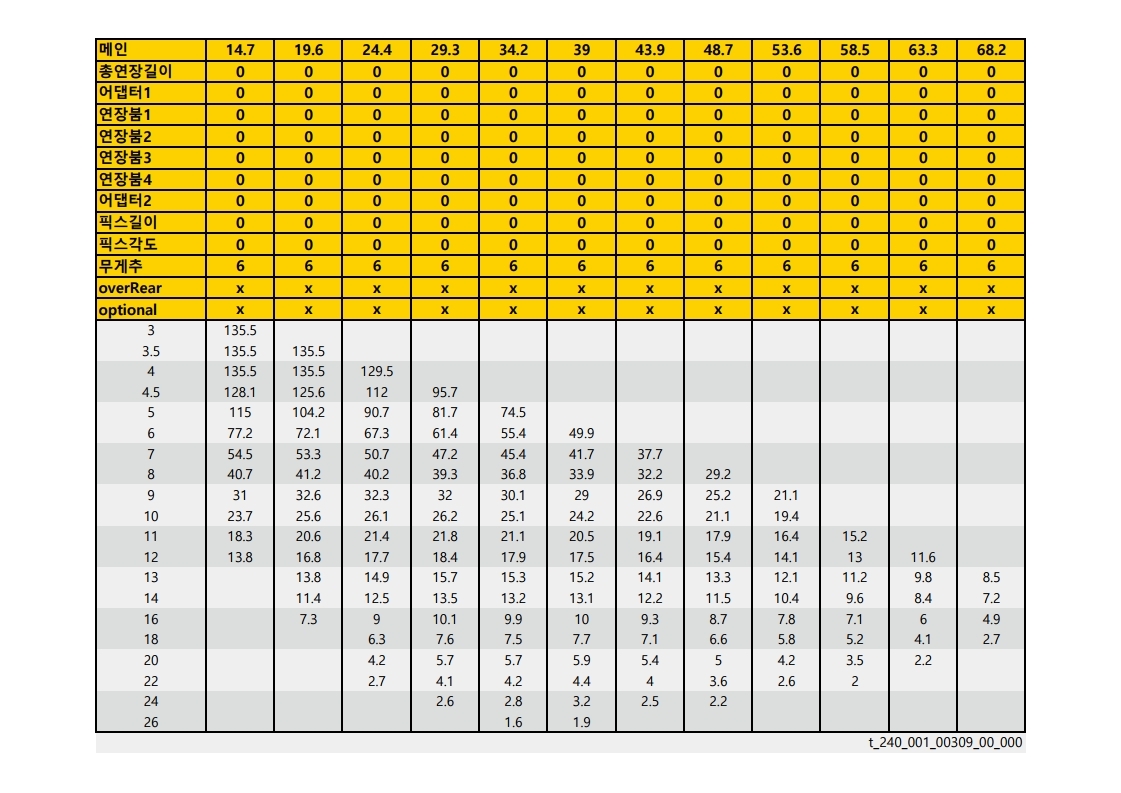 메인 14.7 19.6 24.4 29.3 34.2 39 43.9 48.7 53.6 58.5 63.3 68.2
총연장길이 0 0 0 0 0 0 0 0 0 0 0 0
어댑터1 0 0 0 0 0 0 0 0 0 0 0 0
연장붐1 0 0 0 0 0 0 0 0 0 0 0 0
연장붐2 0 0 0 0 0 0 0 0 0 0 0 0
연장붐3 0 0 0 0 0 0 0 0 0 0 0 0
연장붐4 0 0 0 0 0 0 0 0 0 0 0 0
어댑터2 0 0 0 0 0 0 0 0 0 0 0 0
픽스길이 0 0 0 0 0 0 0 0 0 0 0 0
픽스각도 0 0 0 0 0 0 0 0 0 0 0 0
무게추 6 6 6 6 6 6 6 6 6 6 6 6
overRear x x x x x x x x x x x x
optional x x x x x x x x x x x x
3 135.5
3.5 135.5 135.5
4 135.5 135.5 129.5
4.5 128.1 125.6 112 95.7
5 115 104.2 90.7 81.7 74.5
6 77.2 72.1 67.3 61.4 55.4 49.9
7 54.5 53.3 50.7 47.2 45.4 41.7 37.7
8 40.7 41.2 40.2 39.3 36.8 33.9 32.2 29.2
9 31 32.6 32.3 32 30.1 29 26.9 25.2 21.1
10 23.7 25.6 26.1 26.2 25.1 24.2 22.6 21.1 19.4
11 18.3 20.6 21.4 21.8 21.1 20.5 19.1 17.9 16.4 15.2
12 13.8 16.8 17.7 18.4 17.9 17.5 16.4 15.4 14.1 13 11.6
13 13.8 14.9 15.7 15.3 15.2 14.1 13.3 12.1 11.2 9.8 8.5
14 11.4 12.5 13.5 13.2 13.1 12.2 11.5 10.4 9.6 8.4 7.2
16 7.3 9 10.1 9.9 10 9.3 8.7 7.8 7.1 6 4.9
18 6.3 7.6 7.5 7.7 7.1 6.6 5.8 5.2 4.1 2.7
20 4.2 5.7 5.7 5.9 5.4 5 4.2 3.5 2.2
22 2.7 4.1 4.2 4.4 4 3.6 2.6 2
24 2.6 2.8 3.2 2.5 2.2
26 1.6 1.9
t_240_001_00309_00_000